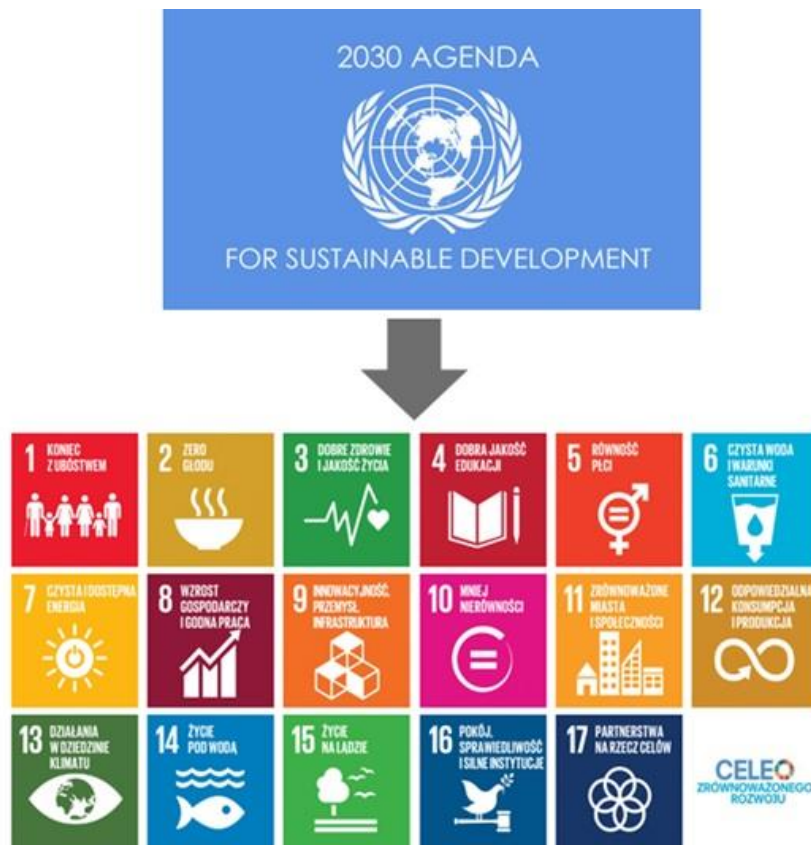 2030 AGENDA
FOR SUSTAINABLE DEVELOPMENT
1 KONIEC
Z UBÓSTWEM
2 ZERO
GŁODU
3 DOBRE ZDROWIE
I JAKOŚĆ ŻYCIA
4 DOBRA JAKOŚĆ
EDUKACJI
5 RÓWNOŚĆ
PŁCI
6 CZYSTA WODA
I WARUNKI
SANITARNE
7 CZYSTA I DOSTĘPNA
ENERGIA
8 WZROST
GOSPODARCZY
I GODNA PRACA
9 INNOWACYJNOŚĆ,
PRZEMYSŁ,
INFRASTRUKTURA
10 MNIEJ
NIERÓWNOŚCI
11 ZRÓWNOWAŻONE
MIASTA
I SPOŁECZNOŚCI
12 ODPOWIEDZIALNA
KONSUMPCJA
I PRODUKCJA
13 DZIAŁANIA
W DZIEDZINIE
KLIMATU
14 ŻYCIE
POD WODĄ
15 ŻYCIE
NA LĄDZIE
16 POKÓJ,
SPRAWIEDLIWOŚĆ
I SILNE INSTYTUCJE
17 PARTNERSTWA
NA RZECZ CELÓW
CELE
ZRÓWNOWAŻONEGO
ROZWOJU